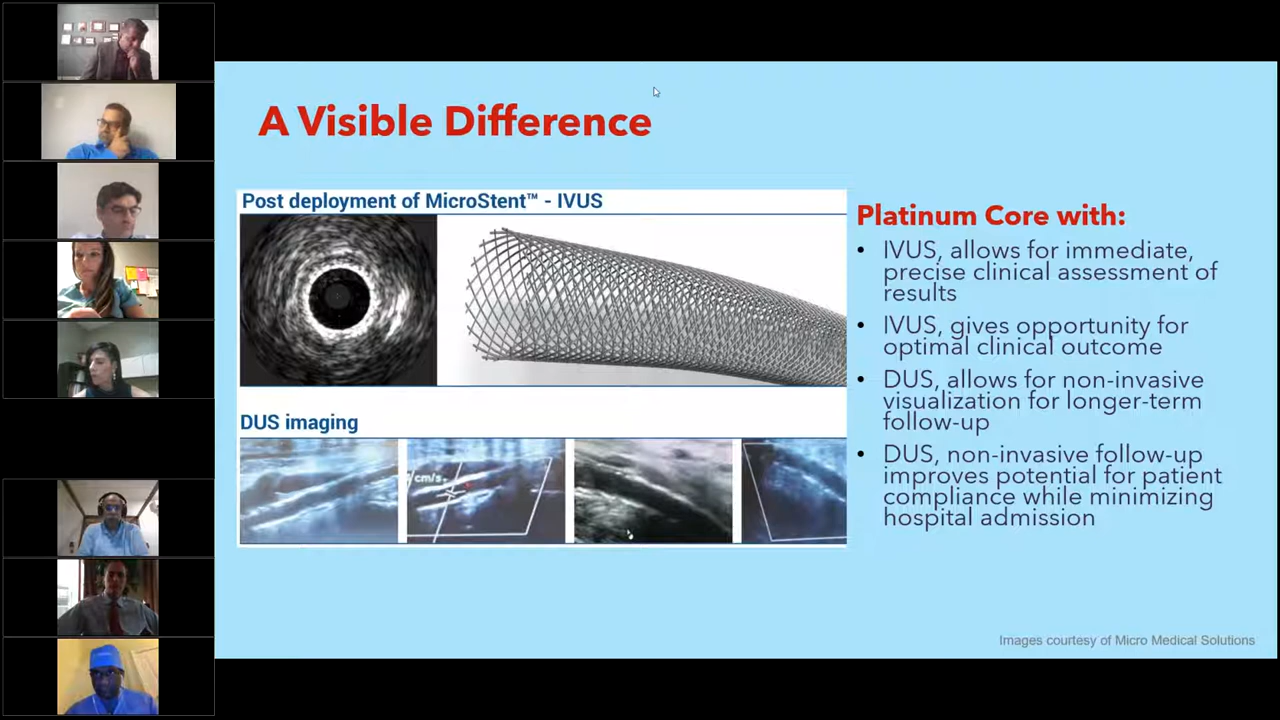 A Visible Difference
Post deployment of MicroStent™ - IVUS
DUS imaging
/cm/s
Platinum Core with:
• IVUS, allows for immediate,
precise clinical assessment of
results
• IVUS, gives opportunity for
optimal clinical outcome
• DUS, allows for non-invasive
visualization for longer-term
follow-up
• DUS, non-invasive follow-up
improves potential for patient
compliance while minimizing
hospital admission
Images courtesy of Micro Medical Solutions